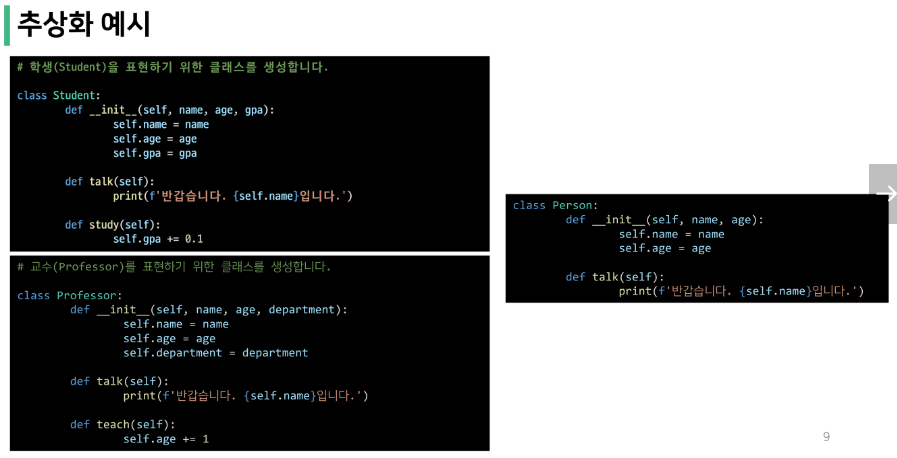 추상화 예시
# 학생(Student)을 표현하기 위한 클래스를 생성합니다.
class Student:
def __init__(self, name, age, gpa):
self.name = name
self.age = age
self.gpa = gpa
def talk(self):
print(f'반갑습니다. {self.name}입니다.')
def study(self):
self.gpa += 0.1
# 교수(Professor)를 표현하기 위한 클래스를 생성합니다.
class Professor:
def __init__(self, name, age, department):
self.name = name
self.age = age
self.department = department
def talk(self):
print(f'반갑습니다. {self.name}입니다.')
def teach(self):
self.age += 1
class Person:
def __init__(self, name, age):
self.name = name
self.age = age
def talk(self):
print(f'반갑습니다. {self.name}입니다.')
9